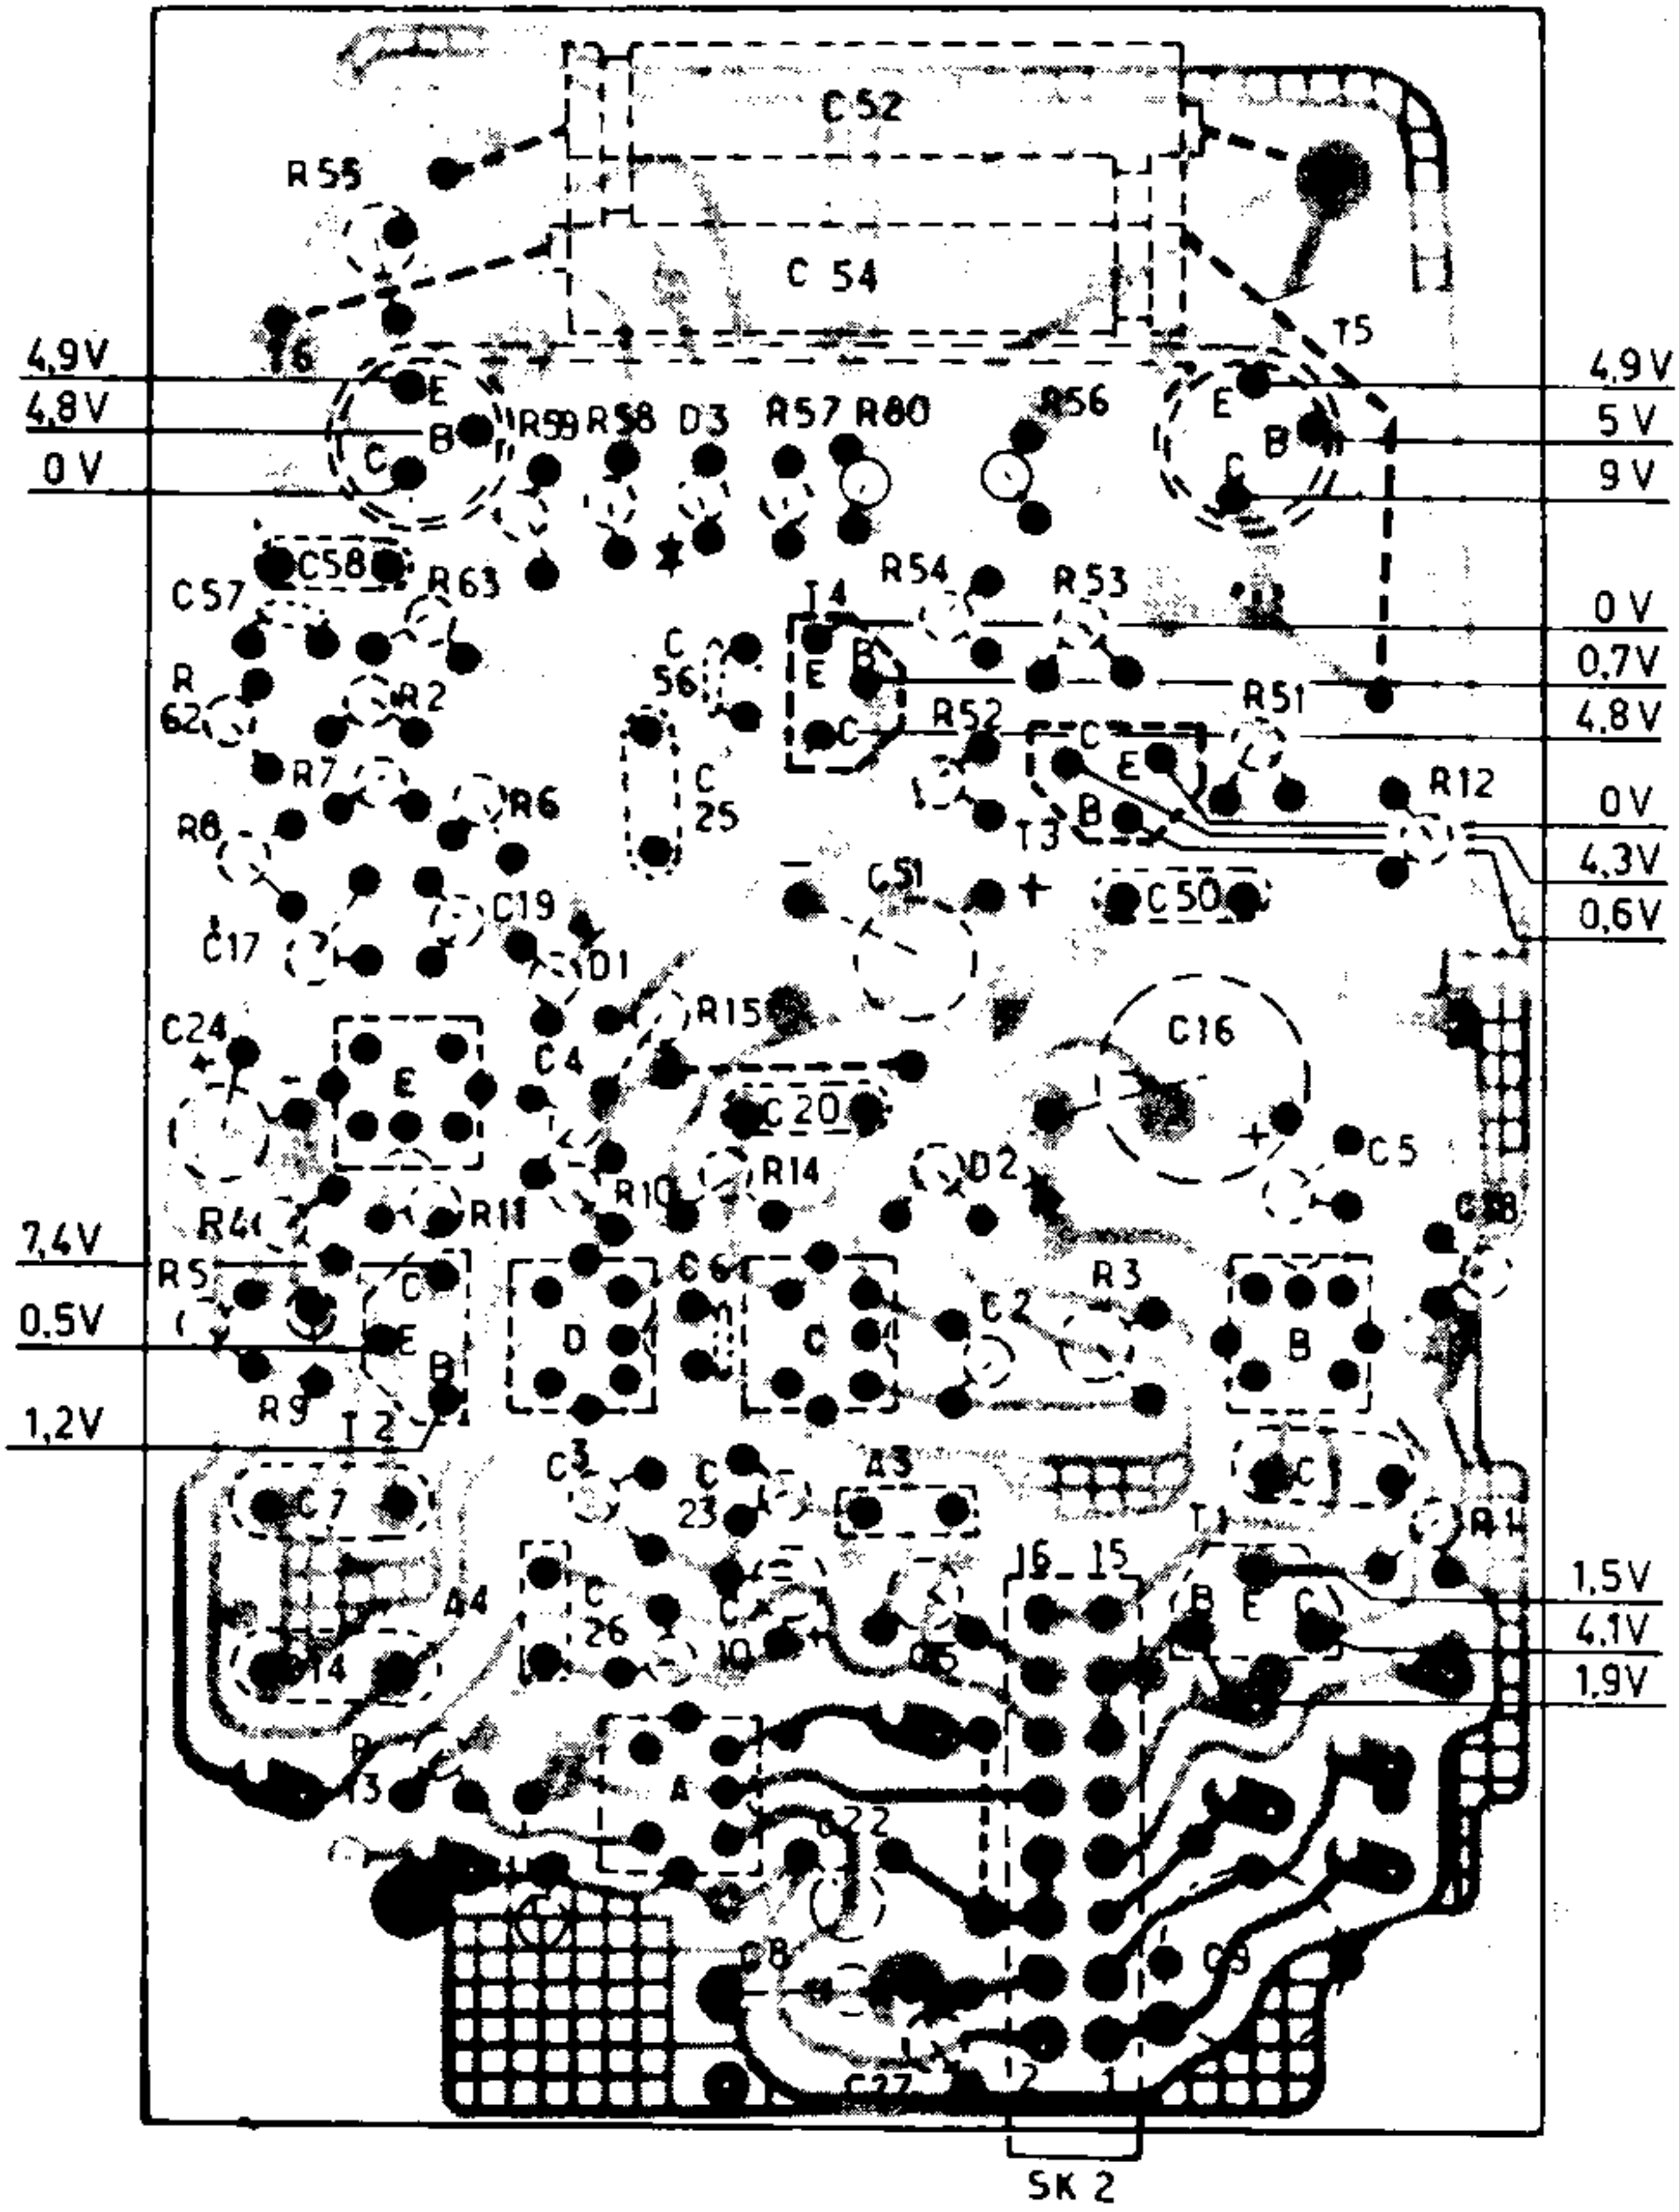 C52
R55
C 54
T5
T6
4,9V
4,8V
0 V
E
B
C
R59
R58
D3
R57
R80
R56
E
B
C
4,9V
5 V
9V
C58
C57
R63
R54
R53
T4
0 V
0,7V
4,8V
R
62
R2
C
56
E
B
C
R52
R51
C
E
B
T3
R7
R6
R8
C
25
R12
0V
4,3V
0,6V
-
C51
+
C50
C19
C17
D1
R15
C24
+
-
E
C4
C20
C16
+
R14
D2
C5
R10
R4
R11
7,4V
0,5V
1,2V
R5
C
E
B
R9
T2
D
C6
C
C2
R3
B
C7
C3
C
23
A3
C
T1
R1
16
15
B
E
C
1,5V
4,1V
1,9V
A4
C
26
C
10
R
13
A
C22
C8
C9
C27
2
1
SK 2